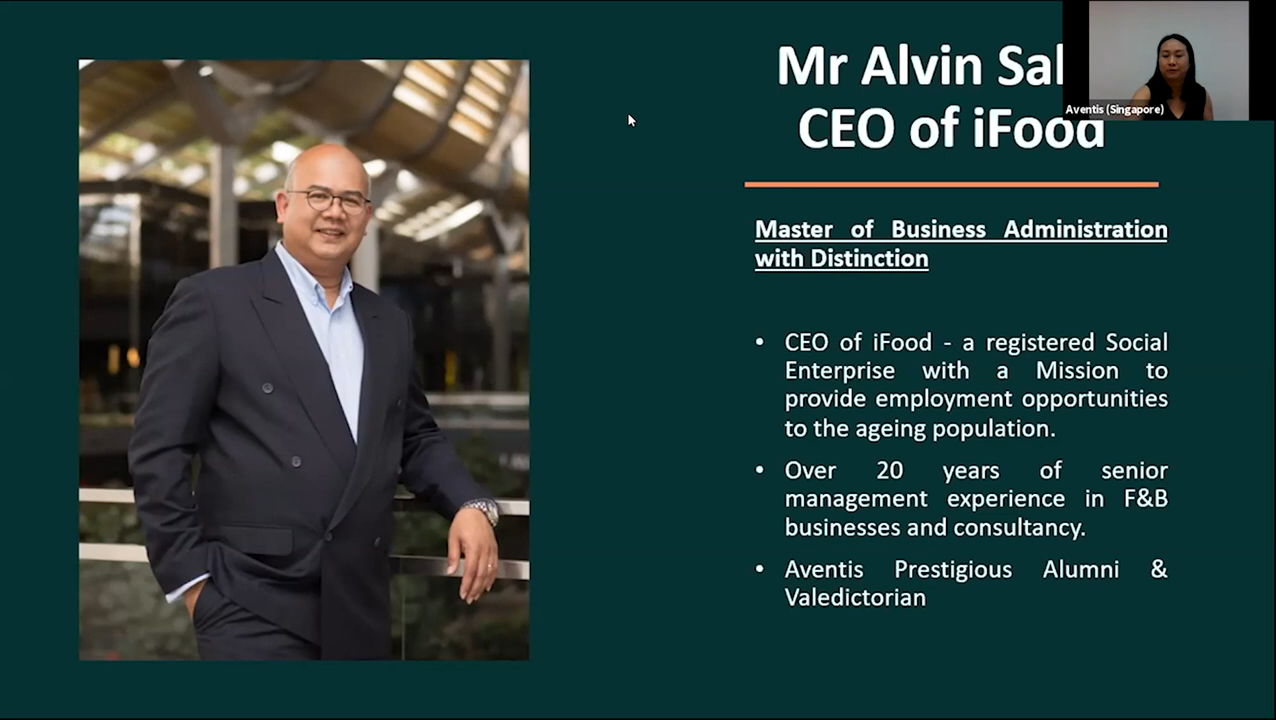 Mr Alvin
CEO of iFood
Aventis (Singapore)
Master of Business Administration
with Distinction
• CEO of iFood - a registered Social
Enterprise with a Mission to
provide employment opportunities
to the ageing population.
• Over 20 years of senior
management experience in F&B
businesses and consultancy.
• Aventis Prestigious Alumni &
Valedictorian